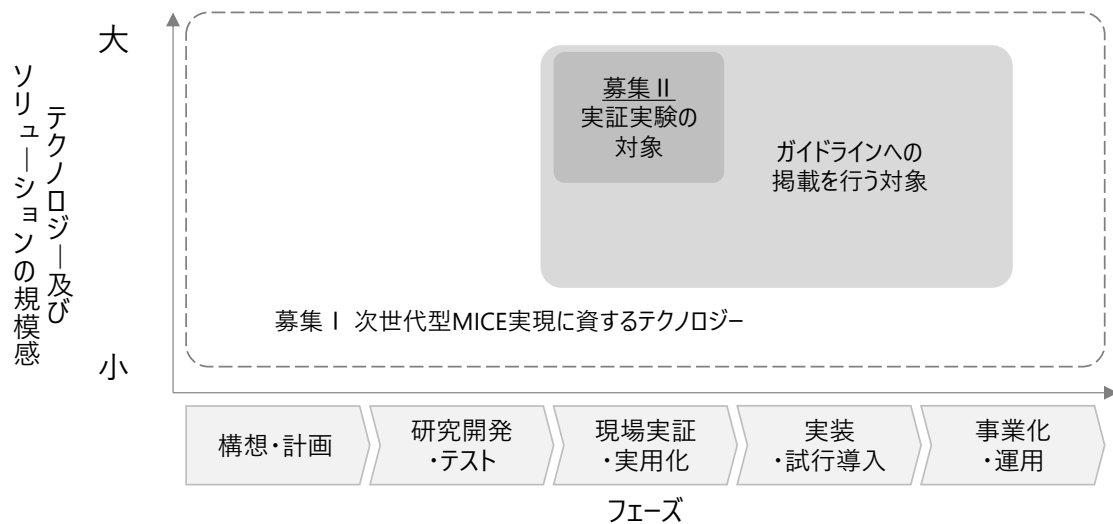 大
テクノロジー及び
ソリューションの規模感
小
募集Ⅱ
実証実験の
対象
ガイドラインへの
掲載を行う対象
募集Ⅰ 次世代型MICE実現に資するテクノロジー
構想・計画
研究開発
・テスト
現場実証
・実用化
実装
・試行導入
事業化
・運用
フェーズ